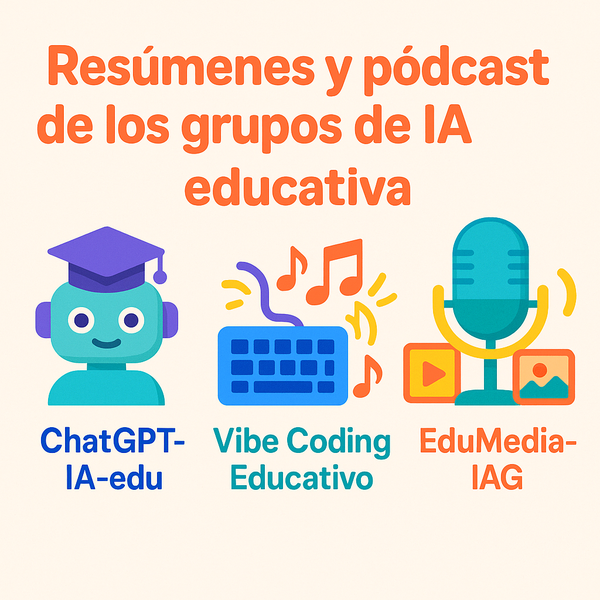 Resúmenes y pódcast
de los grupos de IA
educativa
ChatGPT-
IA-edu
Vibe Coding
Educativo
EduMedia-
IAG